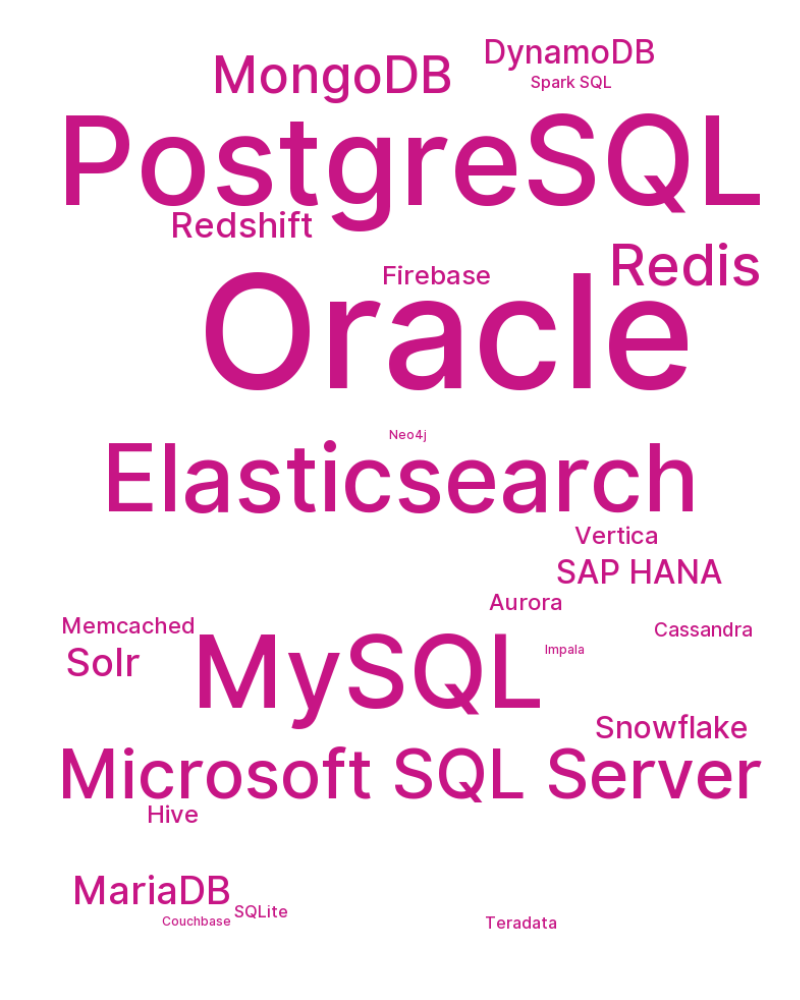 DynamoDB
MongoDB
Spark SQL
PostgreSQL
Redshift
Redis
Firebase
Oracle
Neo4j
Elasticsearch
Vertica
SAP HANA
Aurora
Memcached
Cassandra
Solr
MySQL
Impala
Snowflake
Microsoft SQL Server
Hive
MariaDB
SQLite
Couchbase
Teradata